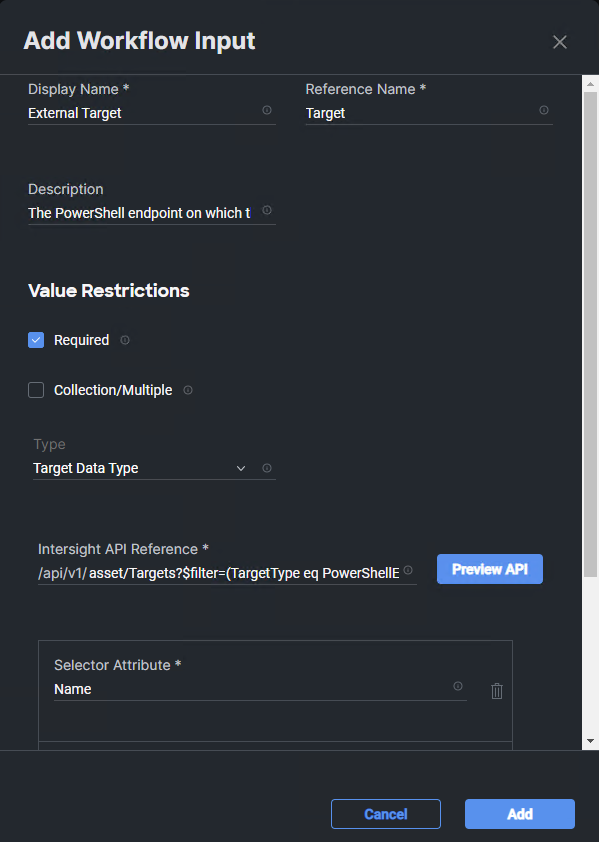 Add Workflow Input
Display Name *
Reference Name *
External Target
Target
Description
The PowerShell endpoint on which t
Value Restrictions
Required
Collection/Multiple
Type
Target Data Type
Intersight API Reference *
/api/v1/ asset/Targets?$filter=(TargetType eq PowerShellE
Preview API
Selector Attribute *
Name
Cancel
Add